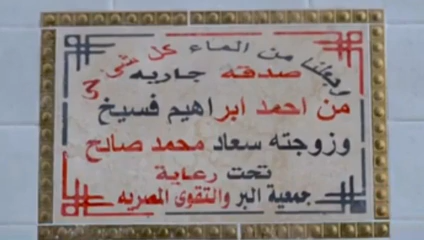 وجعلنا من الماء كل شئ حي
صدقه جاريه
من احمد ابراهيم فسيخ
وزوجته سعاد محمد صالح
تحت رعاية
جمعية البر والتقوى المصريه